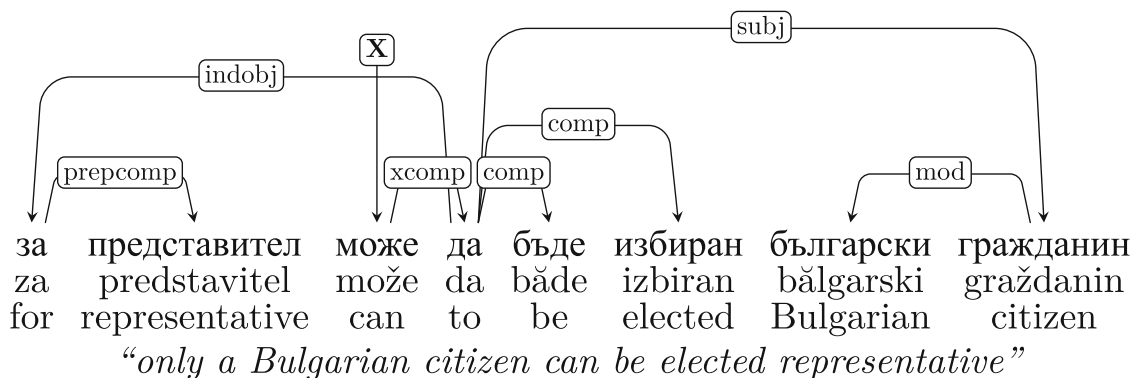 subj
X
indobj
comp
prepcomp xcomp comp mod
за представител може да бъде избиран български гражданин
za predstavitel može da băde izbiran bălgarski graždanin
for representative can to be elected Bulgarian citizen
“only a Bulgarian citizen can be elected representative”